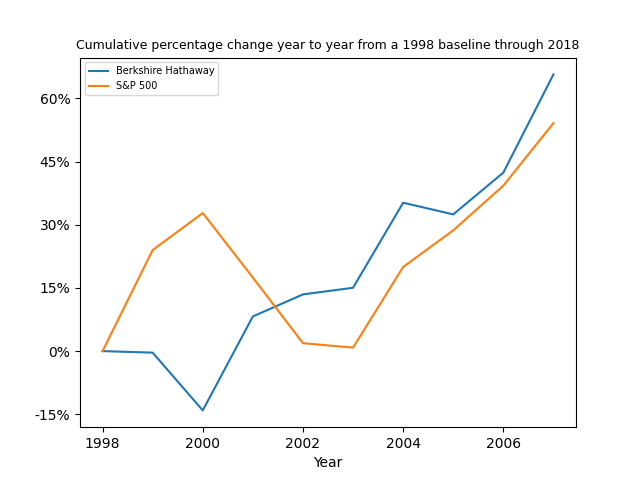 Cumulative percentage change year to year from a 1998 baseline through 2018
Berkshire Hathaway
S&P 500
60%
45%
30%
15%
0%
-15%
1998 2000 2002 2004 2006
Year